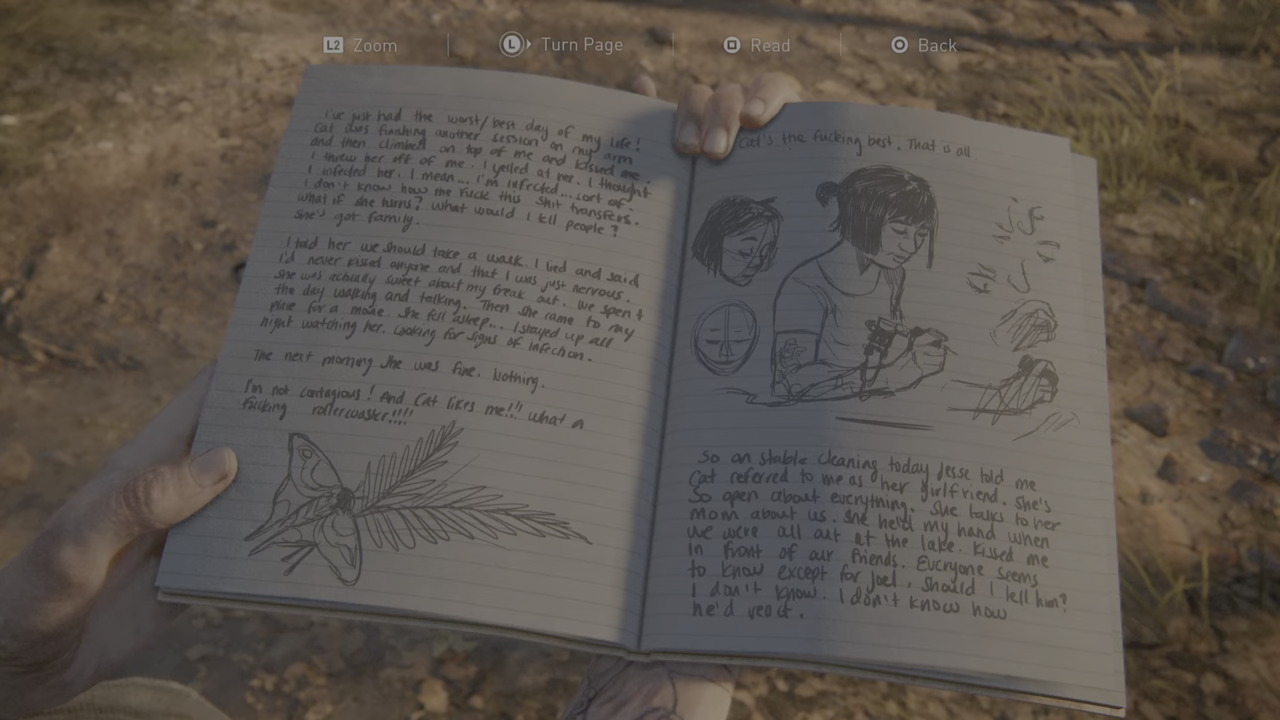 L2 Zoom
L Turn Page
Read
Back
I've just had the worst/best day of my life!
Cat was finishing another session on my arm
and then climbed on top of me and kissed me.
I threw her off of me. I yelled at her. I thought
I infected her. I mean... I'm infected... sort of.
I don't know how the fuck this shit transfers.
What if she turns? What would I tell people?
She's got family.
I told her we should take a walk. I lied and said
I'd never kissed anyone and that I was just nervous.
She was actually sweet about my freak out. We spent
the day walking and talking. Then she came to my
place for a movie. She fell asleep... I stayed up all
night watching her. Looking for signs of infection.
The next morning she was fine. Nothing.
I'm not contagious! And Cat likes me!!! What a
fucking rollercoaster!!!!
Cat's the fucking best. That is all
So on stable cleaning today Jesse told me
Cat referred to me as her girlfriend. She's
so open about everything. She talks to her
mom about us. She held my hand when
we were all out at the lake. Kissed me
in front of our friends. Everyone seems
to know except for Joel. Should I tell him?
I don't know. I don't know how
he'd react.